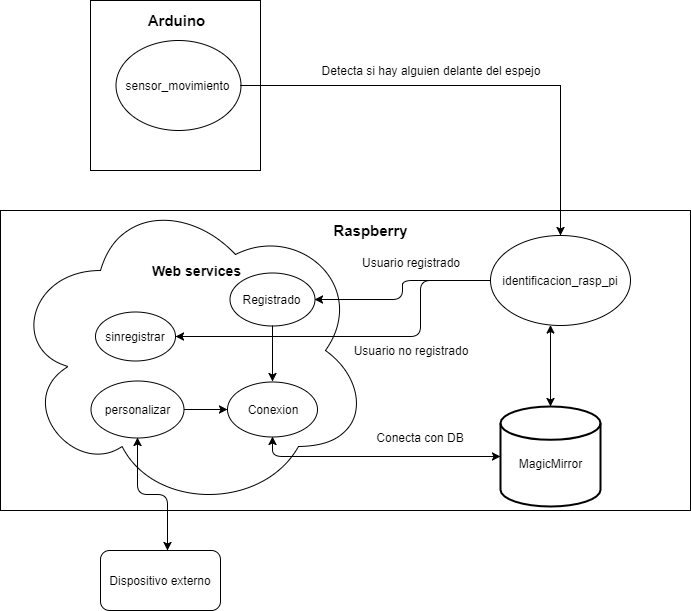 Arduino
sensor_movimiento
Detecta si hay alguien delante del espejo
Raspberry
Web services
Usuario registrado
identificacion_rasp_pi
Registrado
sinregistrar
Usuario no registrado
personalizar
Conexion
Conecta con DB
MagicMirror
Dispositivo externo